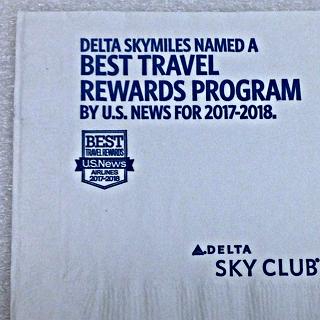 DELTA SKYMILES NAMED A
BEST TRAVEL
REWARDS PROGRAM
BY U.S. NEWS FOR 2017-2018.
BEST
TRAVEL REWARDS
U.S.News
AIRLINES
2017-2018
DELTA
SKY CLUB